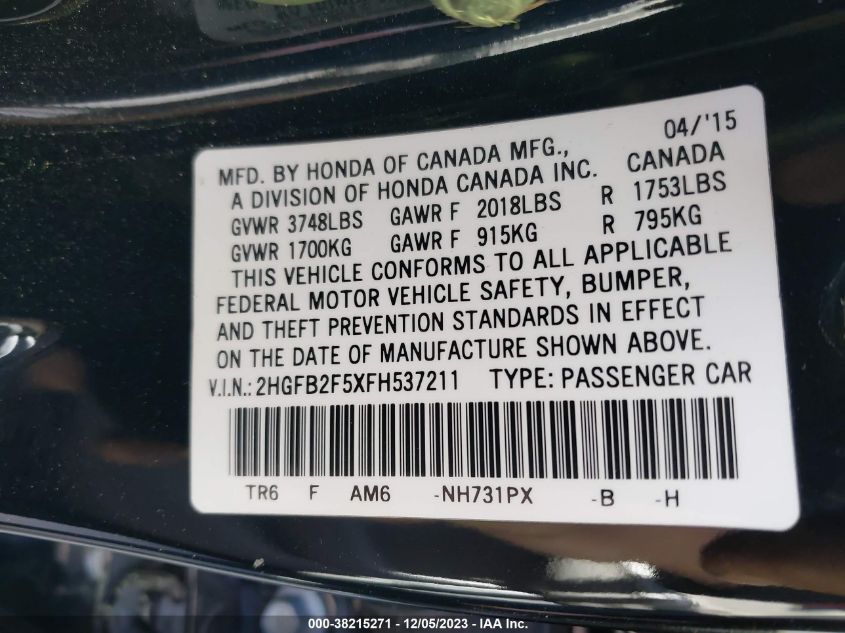 04/'15
MFD. BY HONDA OF CANADA MFG., CANADA
A DIVISION OF HONDA CANADA INC.
GVWR 3748LBS GAWR F 2018LBS R 1753LBS
GVWR 1700KG GAWR F 915KG R 795KG
THIS VEHICLE CONFORMS TO ALL APPLICABLE
FEDERAL MOTOR VEHICLE SAFETY, BUMPER,
AND THEFT PREVENTION STANDARDS IN EFFECT
ON THE DATE OF MANUFACTURE SHOWN ABOVE.
V.I.N.: 2HGFB2F5XFH537211 TYPE: PASSENGER CAR
TR6 F AM6 -NH731PX -B -H
000-38215271 - 12/05/2023 - IAA Inc.